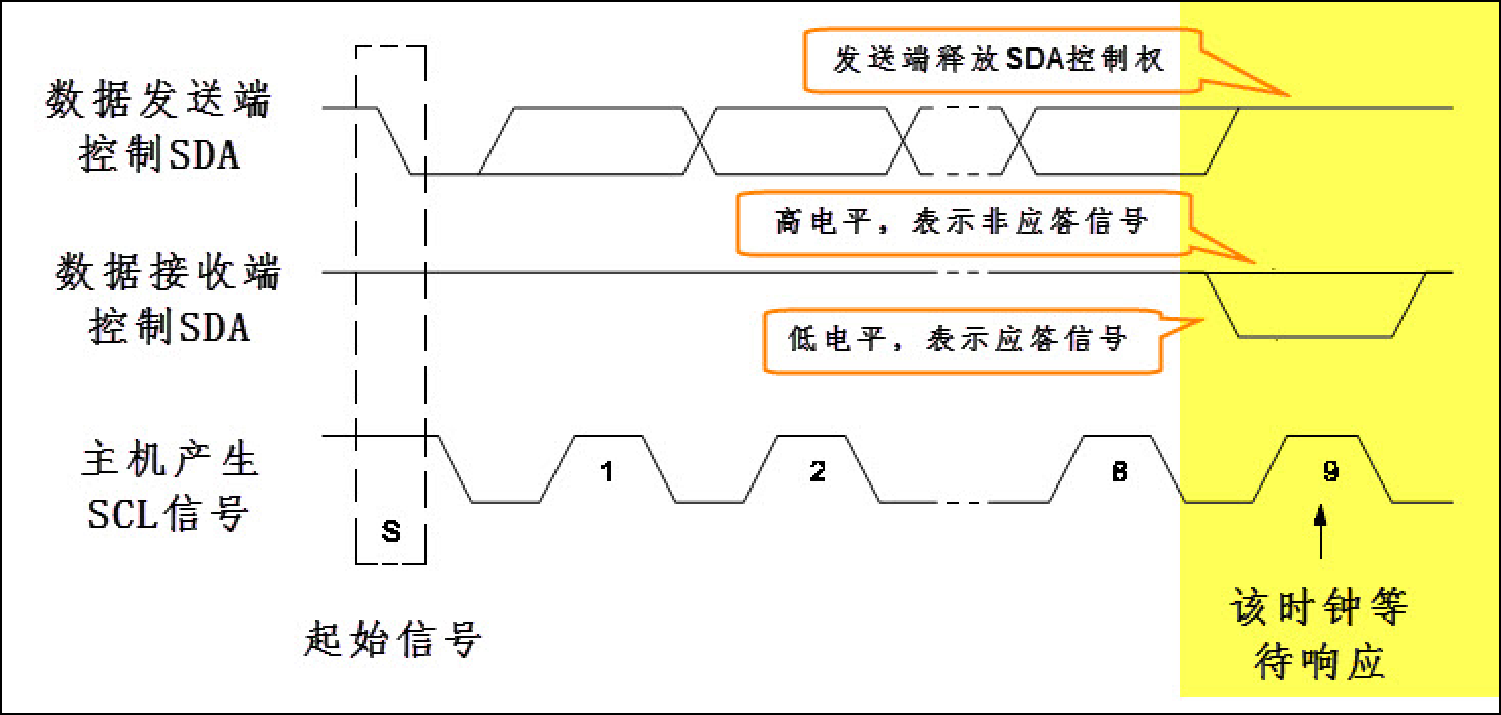 发送端释放SDA控制权
数据发送端
控制SDA
高电平，表示非应答信号
数据接收端
控制SDA
低电平，表示应答信号
主机产生
SCL信号
1
2
8
9
S
起始信号
该时钟等
待响应